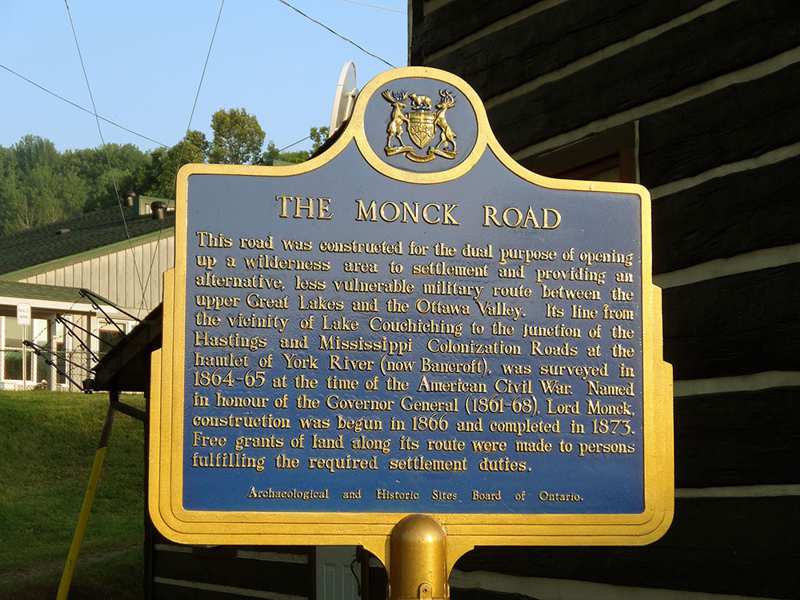 THE MONCK ROAD
This road was constructed for the dual purpose of opening
up a wilderness area to settlement and providing an
alternative, less vulnerable military route between the
upper Great Lakes and the Ottawa Valley. Its line from
the vicinity of Lake Couchiching to the junction of the
Hastings and Mississippi Colonization Roads at the
hamlet of York River (now Bancroft), was surveyed in
1864-65 at the time of the American Civil War. Named
in honour of the Governor General (1861-68), Lord Monck,
construction was begun in 1866 and completed in 1873.
Free grants of land along its route were made to persons
fulfilling the required settlement duties.
Archaeological and Historic Sites Board of Ontario.